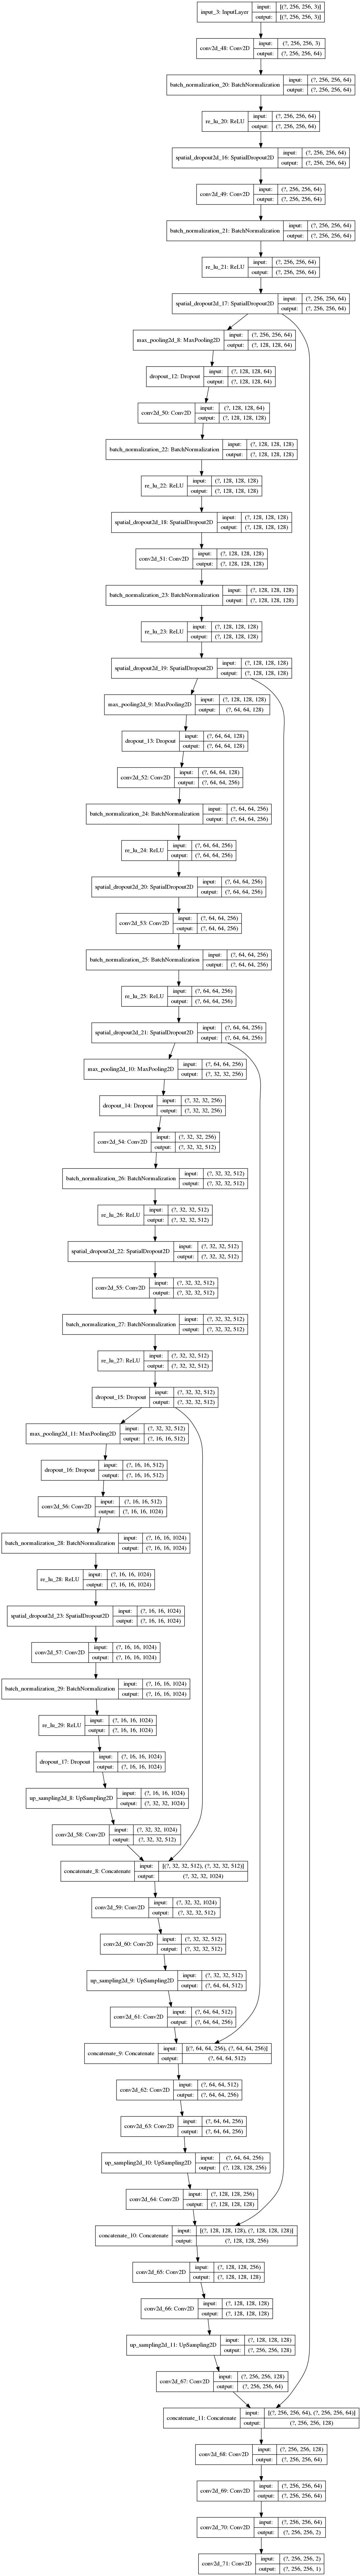 input_3: InputLayer
input: [(?, 256, 256, 3)]
output: [(?, 256, 256, 3)]
conv2d_48: Conv2D
input: (?, 256, 256, 3)
output: (?, 256, 256, 64)
batch_normalization_20: BatchNormalization
input: (?, 256, 256, 64)
output: (?, 256, 256, 64)
re_lu_20: ReLU
input: (?, 256, 256, 64)
output: (?, 256, 256, 64)
spatial_dropout2d_16: SpatialDropout2D
input: (?, 256, 256, 64)
output: (?, 256, 256, 64)
conv2d_49: Conv2D
input: (?, 256, 256, 64)
output: (?, 256, 256, 64)
batch_normalization_21: BatchNormalization
input: (?, 256, 256, 64)
output: (?, 256, 256, 64)
re_lu_21: ReLU
input: (?, 256, 256, 64)
output: (?, 256, 256, 64)
spatial_dropout2d_17: SpatialDropout2D
input: (?, 256, 256, 64)
output: (?, 256, 256, 64)
max_pooling2d_8: MaxPooling2D
input: (?, 256, 256, 64)
output: (?, 128, 128, 64)
dropout_12: Dropout
input: (?, 128, 128, 64)
output: (?, 128, 128, 64)
conv2d_50: Conv2D
input: (?, 128, 128, 64)
output: (?, 128, 128, 128)
batch_normalization_22: BatchNormalization
input: (?, 128, 128, 128)
output: (?, 128, 128, 128)
re_lu_22: ReLU
input: (?, 128, 128, 128)
output: (?, 128, 128, 128)
spatial_dropout2d_18: SpatialDropout2D
input: (?, 128, 128, 128)
output: (?, 128, 128, 128)
conv2d_51: Conv2D
input: (?, 128, 128, 128)
output: (?, 128, 128, 128)
batch_normalization_23: BatchNormalization
input: (?, 128, 128, 128)
output: (?, 128, 128, 128)
re_lu_23: ReLU
input: (?, 128, 128, 128)
output: (?, 128, 128, 128)
spatial_dropout2d_19: SpatialDropout2D
input: (?, 128, 128, 128)
output: (?, 128, 128, 128)
max_pooling2d_9: MaxPooling2D
input: (?, 128, 128, 128)
output: (?, 64, 64, 128)
dropout_13: Dropout
input: (?, 64, 64, 128)
output: (?, 64, 64, 128)
conv2d_52: Conv2D
input: (?, 64, 64, 128)
output: (?, 64, 64, 256)
batch_normalization_24: BatchNormalization
input: (?, 64, 64, 256)
output: (?, 64, 64, 256)
re_lu_24: ReLU
input: (?, 64, 64, 256)
output: (?, 64, 64, 256)
spatial_dropout2d_20: SpatialDropout2D
input: (?, 64, 64, 256)
output: (?, 64, 64, 256)
conv2d_53: Conv2D
input: (?, 64, 64, 256)
output: (?, 64, 64, 256)
batch_normalization_25: BatchNormalization
input: (?, 64, 64, 256)
output: (?, 64, 64, 256)
re_lu_25: ReLU
input: (?, 64, 64, 256)
output: (?, 64, 64, 256)
spatial_dropout2d_21: SpatialDropout2D
input: (?, 64, 64, 256)
output: (?, 64, 64, 256)
max_pooling2d_10: MaxPooling2D
input: (?, 64, 64, 256)
output: (?, 32, 32, 256)
dropout_14: Dropout
input: (?, 32, 32, 256)
output: (?, 32, 32, 256)
conv2d_54: Conv2D
input: (?, 32, 32, 256)
output: (?, 32, 32, 512)
batch_normalization_26: BatchNormalization
input: (?, 32, 32, 512)
output: (?, 32, 32, 512)
re_lu_26: ReLU
input: (?, 32, 32, 512)
output: (?, 32, 32, 512)
spatial_dropout2d_22: SpatialDropout2D
input: (?, 32, 32, 512)
output: (?, 32, 32, 512)
conv2d_55: Conv2D
input: (?, 32, 32, 512)
output: (?, 32, 32, 512)
batch_normalization_27: BatchNormalization
input: (?, 32, 32, 512)
output: (?, 32, 32, 512)
re_lu_27: ReLU
input: (?, 32, 32, 512)
output: (?, 32, 32, 512)
dropout_15: Dropout
input: (?, 32, 32, 512)
output: (?, 32, 32, 512)
max_pooling2d_11: MaxPooling2D
input: (?, 32, 32, 512)
output: (?, 16, 16, 512)
dropout_16: Dropout
input: (?, 16, 16, 512)
output: (?, 16, 16, 512)
conv2d_56: Conv2D
input: (?, 16, 16, 512)
output: (?, 16, 16, 1024)
batch_normalization_28: BatchNormalization
input: (?, 16, 16, 1024)
output: (?, 16, 16, 1024)
re_lu_28: ReLU
input: (?, 16, 16, 1024)
output: (?, 16, 16, 1024)
spatial_dropout2d_23: SpatialDropout2D
input: (?, 16, 16, 1024)
output: (?, 16, 16, 1024)
conv2d_57: Conv2D
input: (?, 16, 16, 1024)
output: (?, 16, 16, 1024)
batch_normalization_29: BatchNormalization
input: (?, 16, 16, 1024)
output: (?, 16, 16, 1024)
re_lu_29: ReLU
input: (?, 16, 16, 1024)
output: (?, 16, 16, 1024)
dropout_17: Dropout
input: (?, 16, 16, 1024)
output: (?, 16, 16, 1024)
up_sampling2d_8: UpSampling2D
input: (?, 16, 16, 1024)
output: (?, 32, 32, 1024)
conv2d_58: Conv2D
input: (?, 32, 32, 1024)
output: (?, 32, 32, 512)
concatenate_8: Concatenate
input: [(?, 32, 32, 512), (?, 32, 32, 512)]
output: (?, 32, 32, 1024)
conv2d_59: Conv2D
input: (?, 32, 32, 1024)
output: (?, 32, 32, 512)
conv2d_60: Conv2D
input: (?, 32, 32, 512)
output: (?, 32, 32, 512)
up_sampling2d_9: UpSampling2D
input: (?, 32, 32, 512)
output: (?, 64, 64, 512)
conv2d_61: Conv2D
input: (?, 64, 64, 512)
output: (?, 64, 64, 256)
concatenate_9: Concatenate
input: [(?, 64, 64, 256), (?, 64, 64, 256)]
output: (?, 64, 64, 512)
conv2d_62: Conv2D
input: (?, 64, 64, 512)
output: (?, 64, 64, 256)
conv2d_63: Conv2D
input: (?, 64, 64, 256)
output: (?, 64, 64, 256)
up_sampling2d_10: UpSampling2D
input: (?, 64, 64, 256)
output: (?, 128, 128, 256)
conv2d_64: Conv2D
input: (?, 128, 128, 256)
output: (?, 128, 128, 128)
concatenate_10: Concatenate
input: [(?, 128, 128, 128), (?, 128, 128, 128)]
output: (?, 128, 128, 256)
conv2d_65: Conv2D
input: (?, 128, 128, 256)
output: (?, 128, 128, 128)
conv2d_66: Conv2D
input: (?, 128, 128, 128)
output: (?, 128, 128, 128)
up_sampling2d_11: UpSampling2D
input: (?, 128, 128, 128)
output: (?, 256, 256, 128)
conv2d_67: Conv2D
input: (?, 256, 256, 128)
output: (?, 256, 256, 64)
concatenate_11: Concatenate
input: [(?, 256, 256, 64), (?, 256, 256, 64)]
output: (?, 256, 256, 128)
conv2d_68: Conv2D
input: (?, 256, 256, 128)
output: (?, 256, 256, 64)
conv2d_69: Conv2D
input: (?, 256, 256, 64)
output: (?, 256, 256, 64)
conv2d_70: Conv2D
input: (?, 256, 256, 64)
output: (?, 256, 256, 2)
conv2d_71: Conv2D
input: (?, 256, 256, 2)
output: (?, 256, 256, 1)